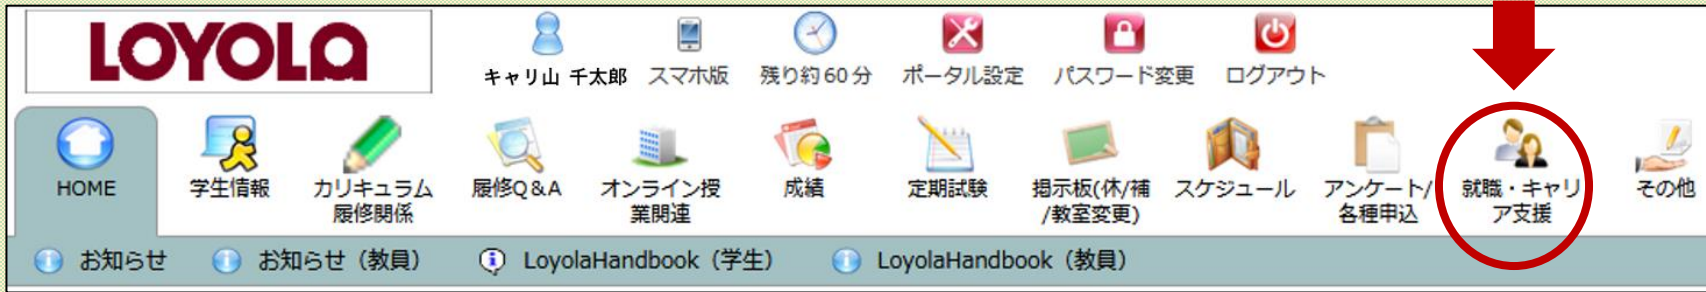 LOYOLA
キャリ山 千太郎 スマホ版 残り約60分 ポータル設定 パスワード変更 ログアウト
HOME 学生情報 カリキュラム履修関係 履修Q&A オンライン授業関連 成績 定期試験 掲示板(休/補/教室変更) スケジュール アンケート/各種申込 就職・キャリア支援 その他
お知らせ お知らせ（教員） LoyolaHandbook（学生） LoyolaHandbook（教員）